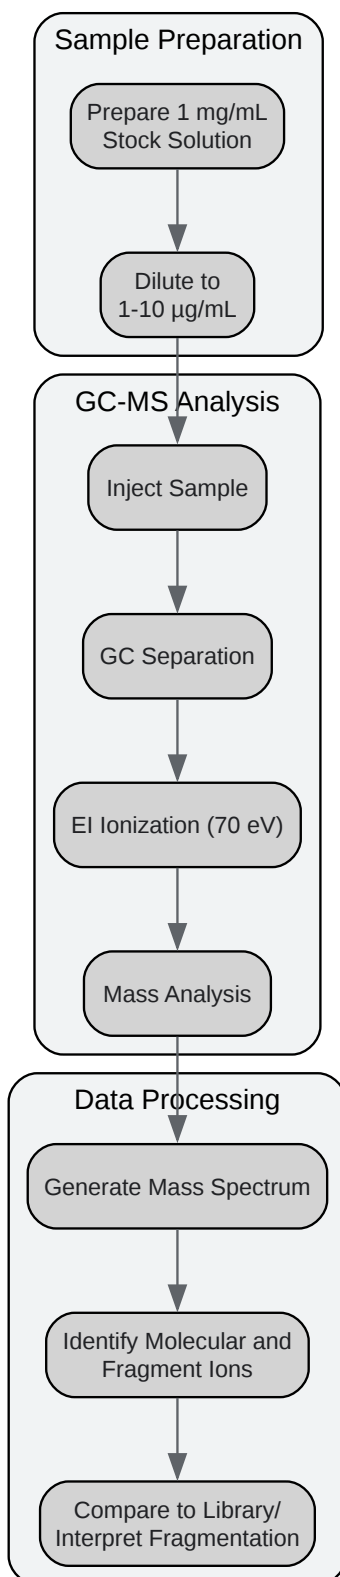 Sample Preparation
Prepare 1 mg/mL
Stock Solution
Dilute to
1-10 µg/mL
GC-MS Analysis
Inject Sample
GC Separation
EI Ionization (70 eV)
Mass Analysis
Data Processing
Generate Mass Spectrum
Identify Molecular and
Fragment Ions
Compare to Library/
Interpret Fragmentation